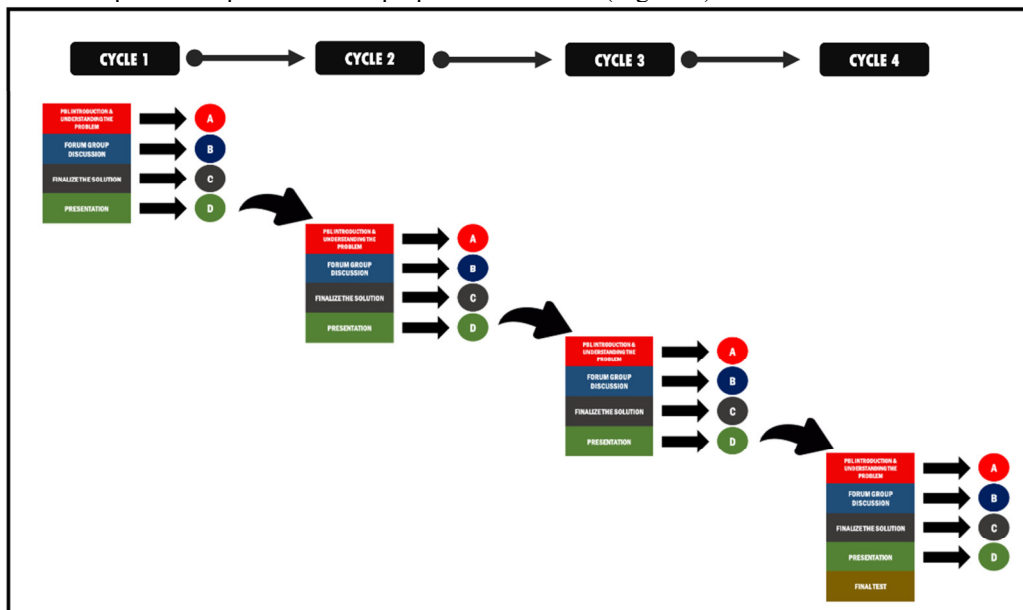 CYCLE 1
CYCLE 2
CYCLE 3
CYCLE 4
PBL INTRODUCTION &
UNDERSTANDING THE
PROBLEM
A
FORUM GROUP
DISCUSSION
B
FINALIZE THE SOLUTION
C
PRESENTATION
D
PBL INTRODUCTION &
UNDERSTANDING THE
PROBLEM
A
FORUM GROUP
DISCUSSION
B
FINALIZE THE SOLUTION
C
PRESENTATION
D
PBL INTRODUCTION &
UNDERSTANDING THE
PROBLEM
A
FORUM GROUP
DISCUSSION
B
FINALIZE THE SOLUTION
C
PRESENTATION
D
PBL INTRODUCTION &
UNDERSTANDING THE
PROBLEM
A
FORUM GROUP
DISCUSSION
B
FINALIZE THE SOLUTION
C
PRESENTATION
D
FINAL TEST